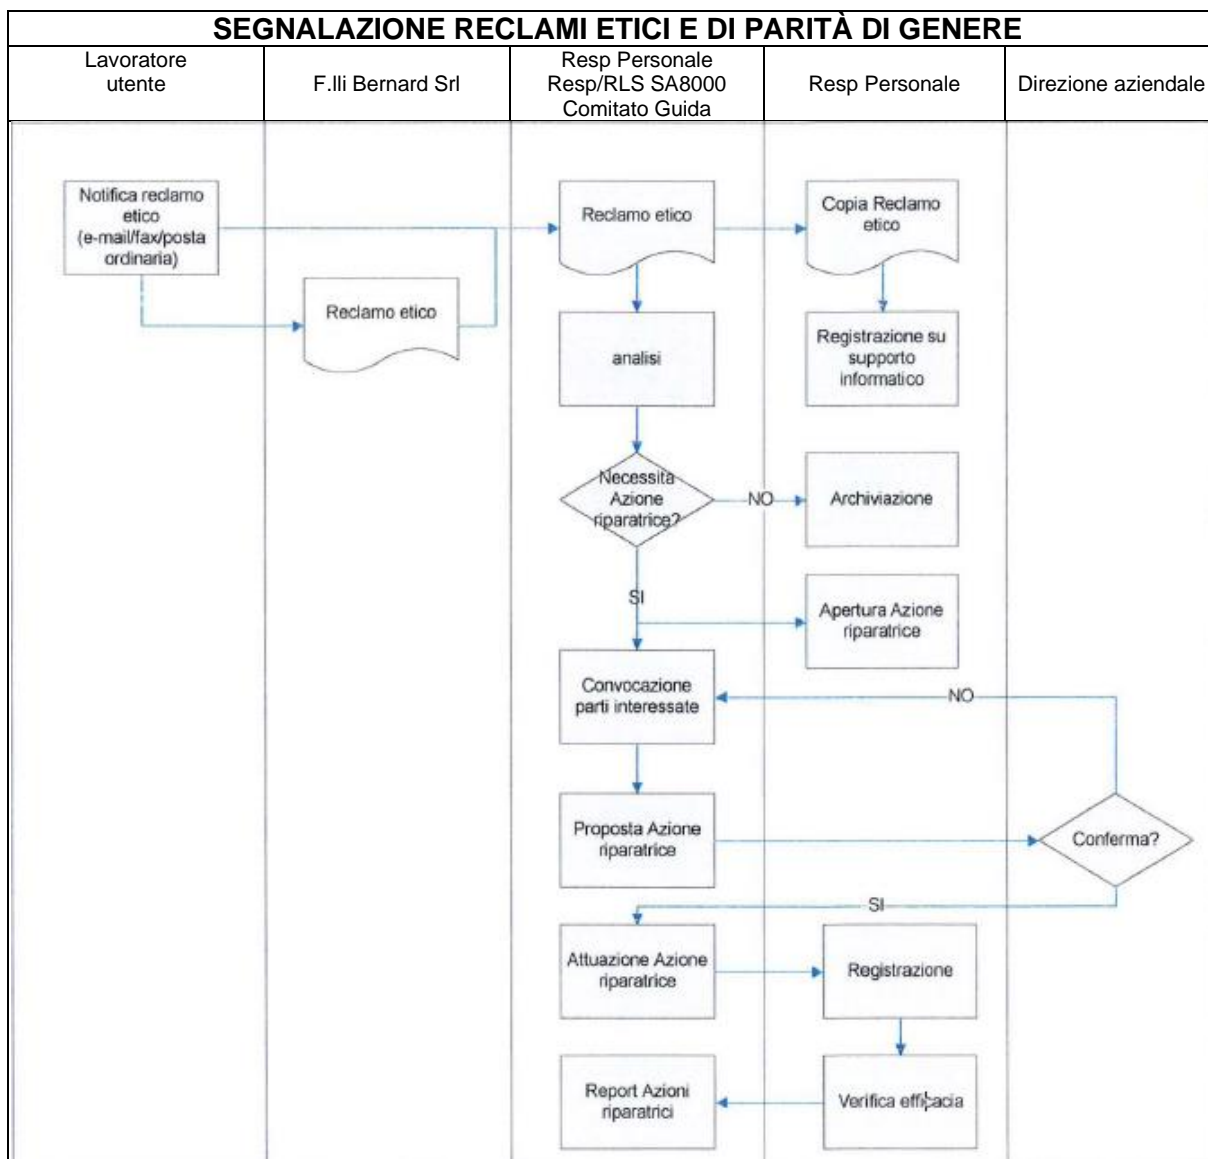 SEGNALAZIONE RECLAMI ETICI E DI PARITÀ DI GENERE
Lavoratore
utente
F.lli Bernard Srl
Resp Personale
Resp/RLS SA8000
Comitato Guida
Resp Personale
Direzione aziendale
Notifica reclamo
etico
(e-mail/fax/posta
ordinaria)
Reclamo etico
Reclamo etico
Copia Reclamo
etico
analisi
Registrazione su
supporto
informatico
Necessita
Azione
riparatrice?
NO
Archiviazione
SI
Apertura Azione
riparatrice
Convocazione
parti interessate
NO
Proposta Azione
riparatrice
Conferma?
SI
Attuazione Azione
riparatrice
Registrazione
Report Azioni
riparatrici
Verifica efficacia